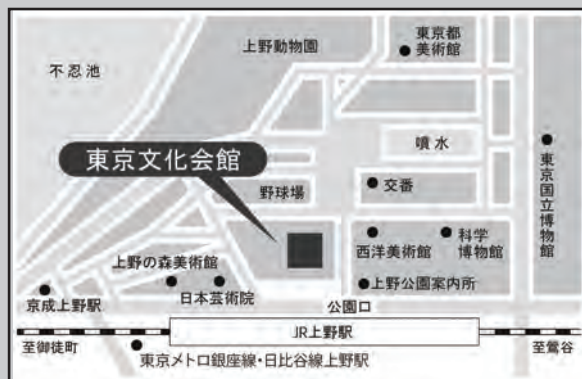 上野動物園
東京都
美術館
不忍池
噴水
東京文化会館
野球場
交番
東京国立博物館
西洋美術館
科学
博物館
上野の森美術館
日本芸術院
上野公園案内所
京成上野駅
公園口
JR上野駅
至御徒町
至鶯谷
東京メトロ銀座線・日比谷線上野駅